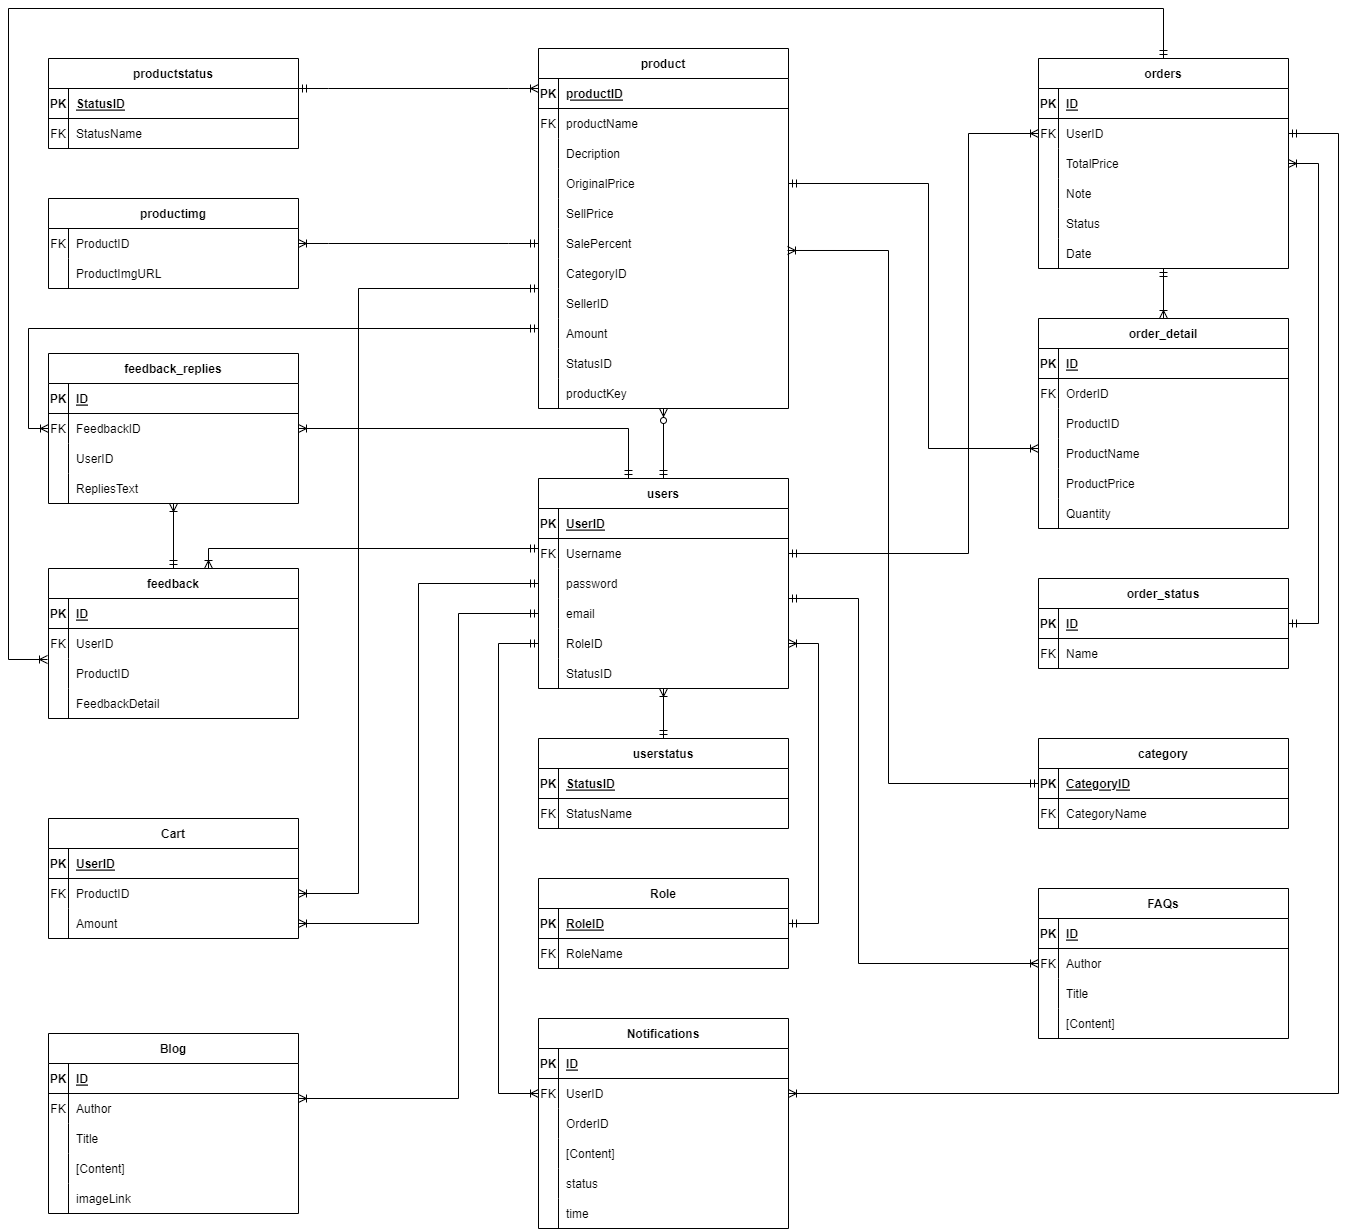 productstatus
PK StatusID
FK StatusName
productimg
FK ProductID
ProductImgURL
feedback_replies
PK ID
FK FeedbackID
UserID
RepliesText
feedback
PK ID
FK UserID
ProductID
FeedbackDetail
Cart
PK UserID
FK ProductID
Amount
Blog
PK ID
FK Author
Title
[Content]
imageLink
product
PK productID
FK productName
Decription
OriginalPrice
SellPrice
SalePercent
CategoryID
SellerID
Amount
StatusID
productKey
users
PK UserID
FK Username
password
email
RoleID
StatusID
userstatus
PK StatusID
FK StatusName
Role
PK RoleID
FK RoleName
Notifications
PK ID
FK UserID
OrderID
[Content]
status
time
orders
PK ID
FK UserID
TotalPrice
Note
Status
Date
order_detail
PK ID
FK OrderID
ProductID
ProductName
ProductPrice
Quantity
order_status
PK ID
FK Name
category
PK CategoryID
FK CategoryName
FAQs
PK ID
FK Author
Title
[Content]